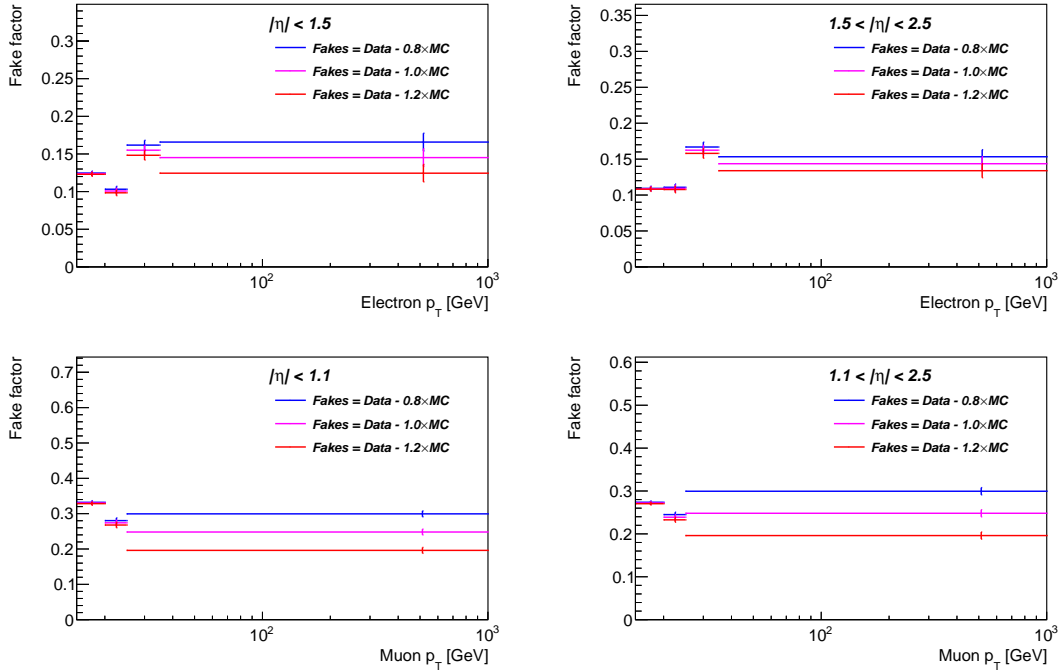 |η| < 1.5
Fake factor
Fakes = Data - 0.8×MC
Fakes = Data - 1.0×MC
Fakes = Data - 1.2×MC
0.3
0.25
0.2
0.15
0.1
0.05
0
10²
10³
Electron p_T [GeV]
1.5 < |η| < 2.5
Fake factor
Fakes = Data - 0.8×MC
Fakes = Data - 1.0×MC
Fakes = Data - 1.2×MC
0.35
0.3
0.25
0.2
0.15
0.1
0.05
0
10²
10³
Electron p_T [GeV]
|η| < 1.1
Fake factor
Fakes = Data - 0.8×MC
Fakes = Data - 1.0×MC
Fakes = Data - 1.2×MC
0.7
0.6
0.5
0.4
0.3
0.2
0.1
0
10²
10³
Muon p_T [GeV]
1.1 < |η| < 2.5
Fake factor
Fakes = Data - 0.8×MC
Fakes = Data - 1.0×MC
Fakes = Data - 1.2×MC
0.6
0.5
0.4
0.3
0.2
0.1
0
10²
10³
Muon p_T [GeV]